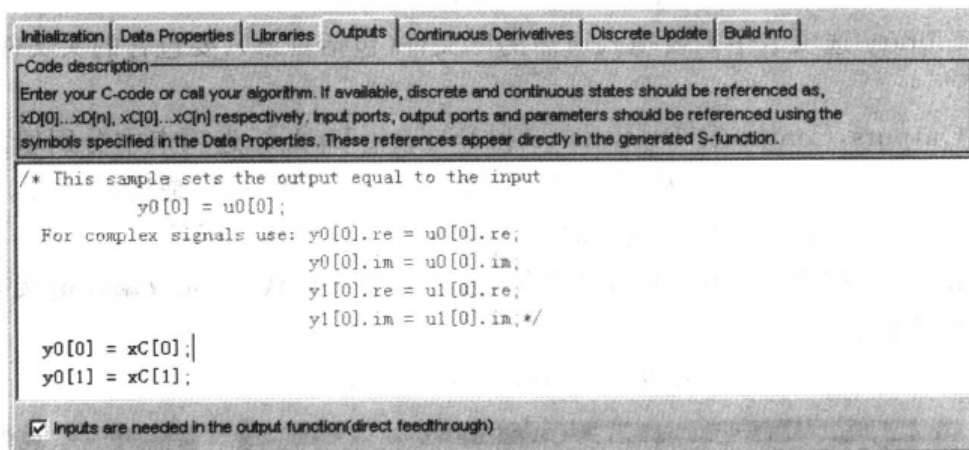 Initialization Data Properties Libraries Outputs Continuous Derivatives Discrete Update Build Info
Code description
Enter your C-code or call your algorithm. If available, discrete and continuous states should be referenced as,
xD[0]...xD[n], xC[0]...xC[n] respectively. Input ports, output ports and parameters should be referenced using the
symbols specified in the Data Properties. These references appear directly in the generated S-function.
/* This sample sets the output equal to the input
y0[0] = u0[0];
For complex signals use: y0[0].re = u0[0].re;
y0[0].im = u0[0].im;
y1[0].re = u1[0].re;
y1[0].im = u1[0].im;*/
y0[0] = xC[0];
y0[1] = xC[1];
Inputs are needed in the output function(direct feedthrough)